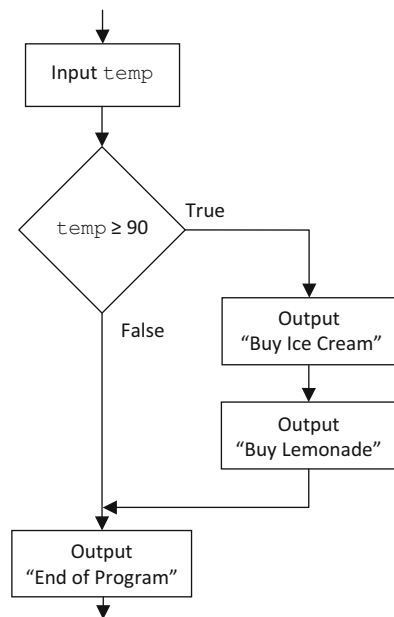 Input temp
temp ≥ 90
True
False
Output
“Buy Ice Cream”
Output
“Buy Lemonade”
Output
“End of Program”